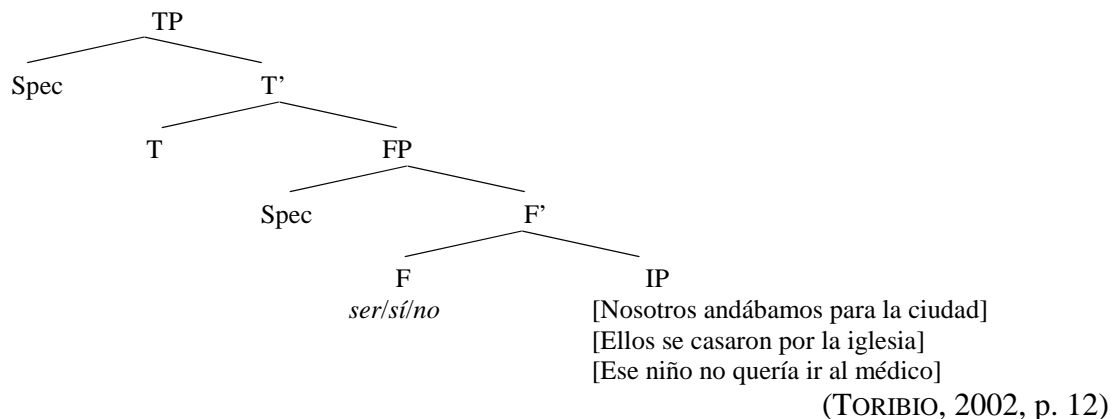 TP
Spec T’
T FP
Spec F’
F IP
ser/sí/no [Nosotros andábamos para la ciudad]
[Ellos se casaron por la iglesia]
[Ese niño no quería ir al médico]
(TORIBIO, 2002, p. 12)